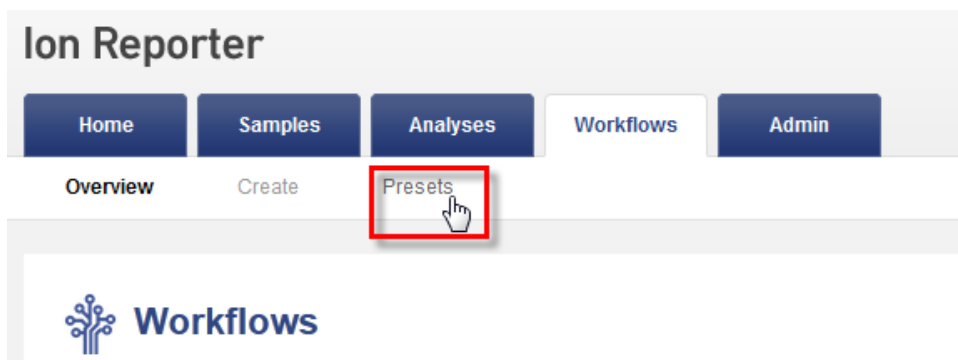 Ion Reporter
Home Samples Analyses Workflows Admin
Overview Create Presets
Workflows